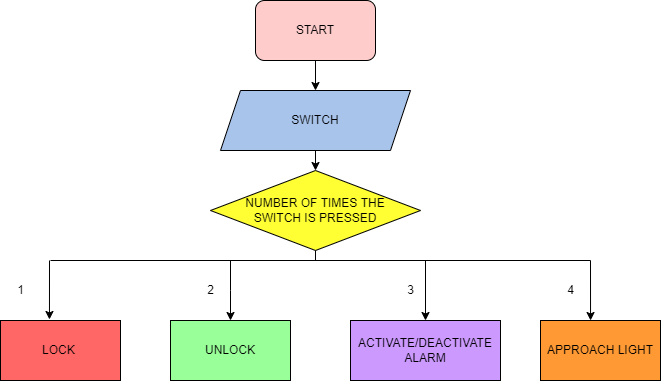 START
SWITCH
NUMBER OF TIMES THE
SWITCH IS PRESSED
1
2
3
4
LOCK
UNLOCK
ACTIVATE/DEACTIVATE
ALARM
APPROACH LIGHT